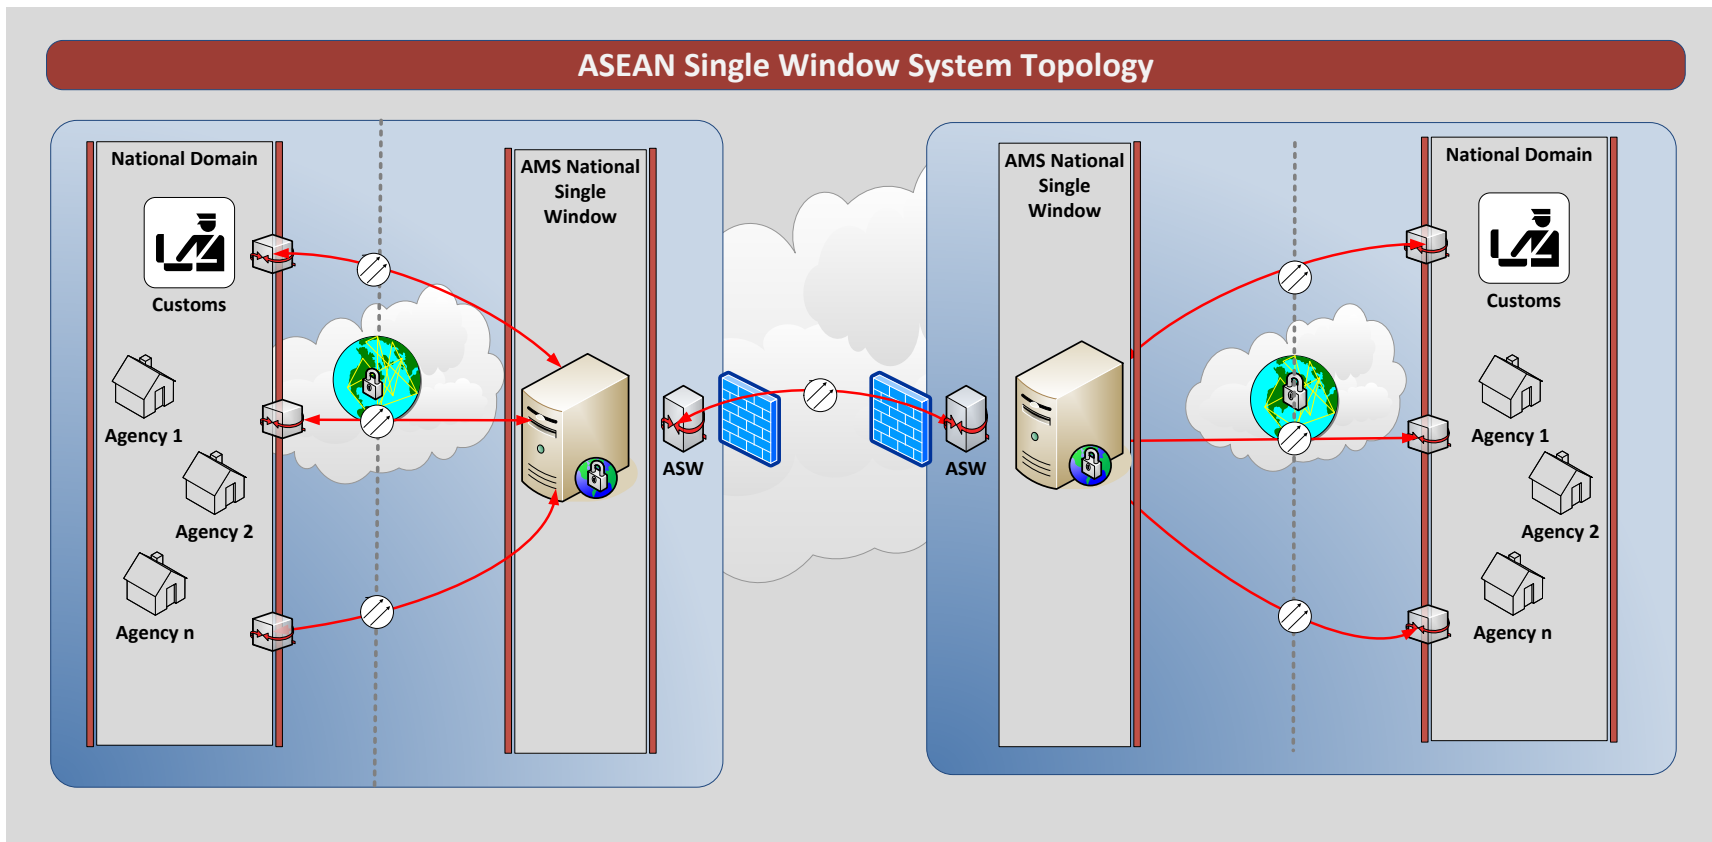 ASEAN Single Window System Topology
National Domain
Customs
Agency 1
Agency 2
Agency n
AMS National
Single
Window
ASW
ASW
AMS National
Single
Window
National Domain
Customs
Agency 1
Agency 2
Agency n